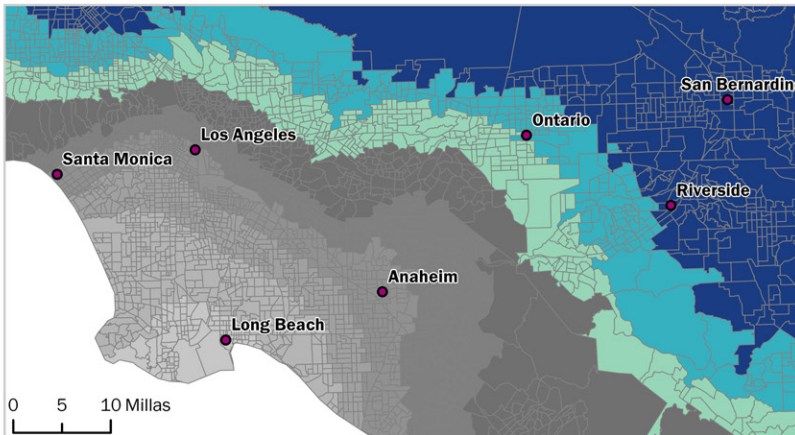 San Bernardin
Ontario
Los Angeles
Santa Monica
Riverside
Anaheim
Long Beach
0 5 10 Millas